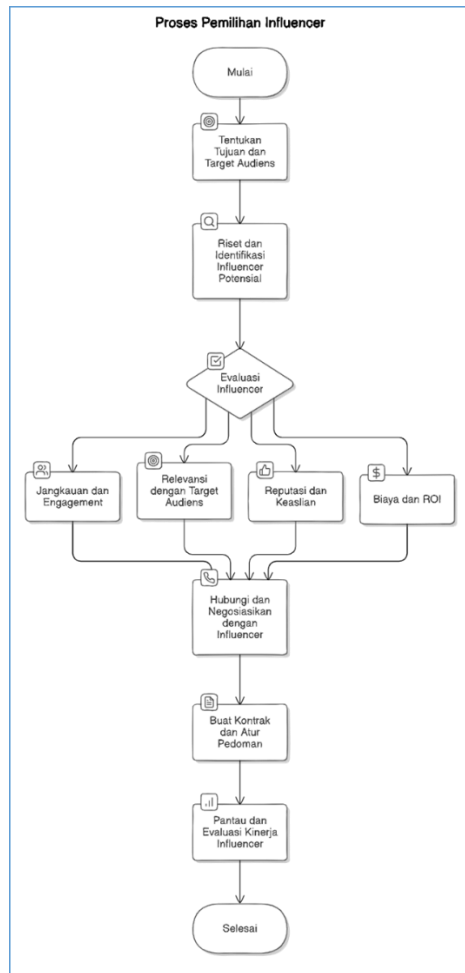 Proses Pemilihan Influencer
Mulai
Tentukan
Tujuan dan
Target Audiens
Riset dan
Identifikasi
Influencer
Potensial
Evaluasi
Influencer
Jangkauan dan
Engagement
Relevansi
dengan Target
Audiens
Reputasi dan
Keaslian
$
Biaya dan ROI
Hubungi dan
Negosiasikan
dengan
Influencer
Buat Kontrak
dan Atur
Pedoman
Pantau dan
Evaluasi Kinerja
Influencer
Selesai